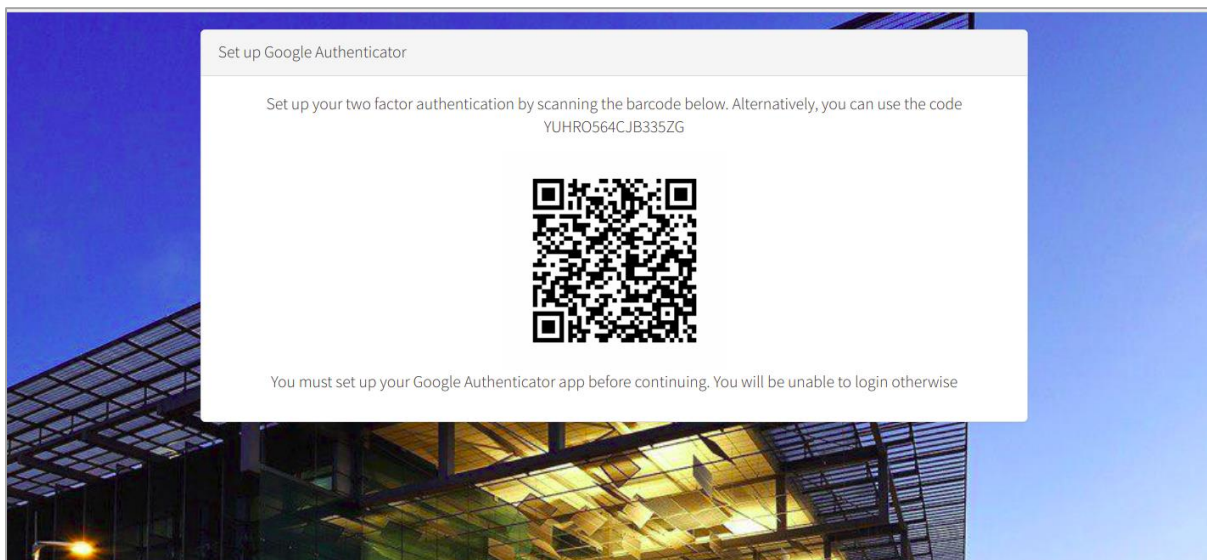 Set up Google Authenticator
Set up your two factor authentication by scanning the barcode below. Alternatively, you can use the code
YUHRO564CJB335ZG
You must set up your Google Authenticator app before continuing. You will be unable to login otherwise